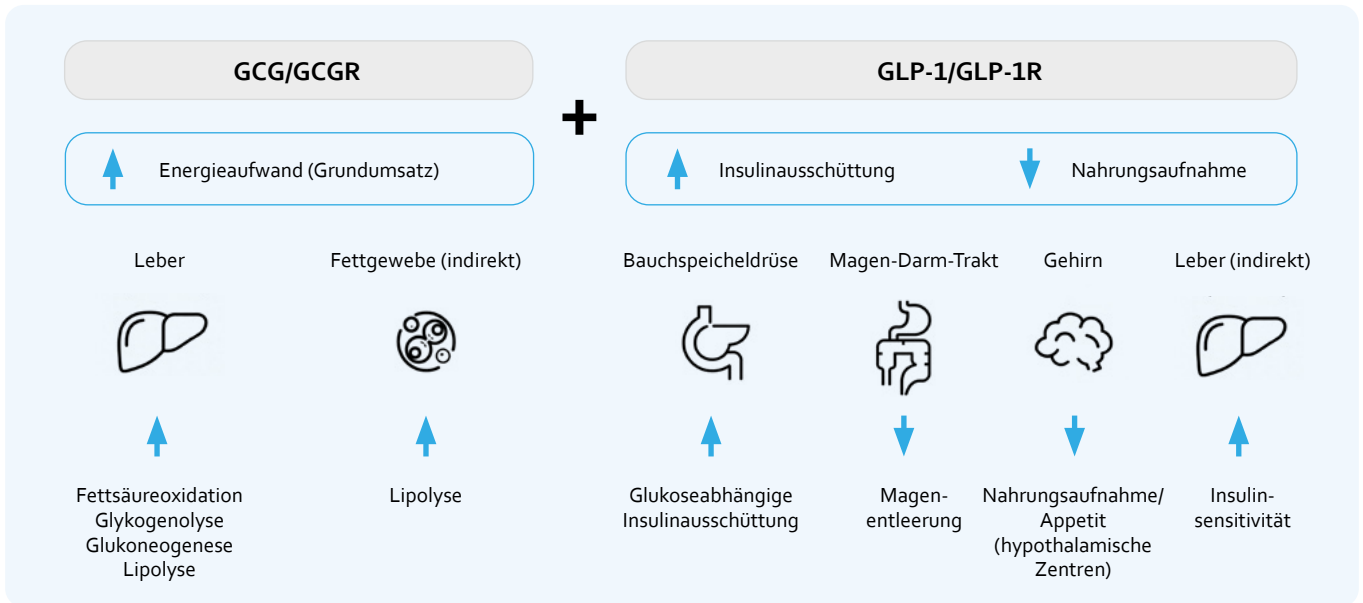 GCG/GCGR
Energieaufwand (Grundumsatz)
Leber
Fettgewebe (indirekt)
Fettsäureoxidation
Glykogenolyse
Glukoneogenese
Lipolyse
Lipolyse
+
GLP-1/GLP-1R
Insulinausschüttung
Nahrungsaufnahme
Bauchspeicheldrüse
Magen-Darm-Trakt
Gehirn
Leber (indirekt)
Glukoseabhängige
Insulinausschüttung
Magen-
entleerung
Nahrungsaufnahme/
Appetit
(hypothalamische
Zentren)
Insulin-
sensitivität